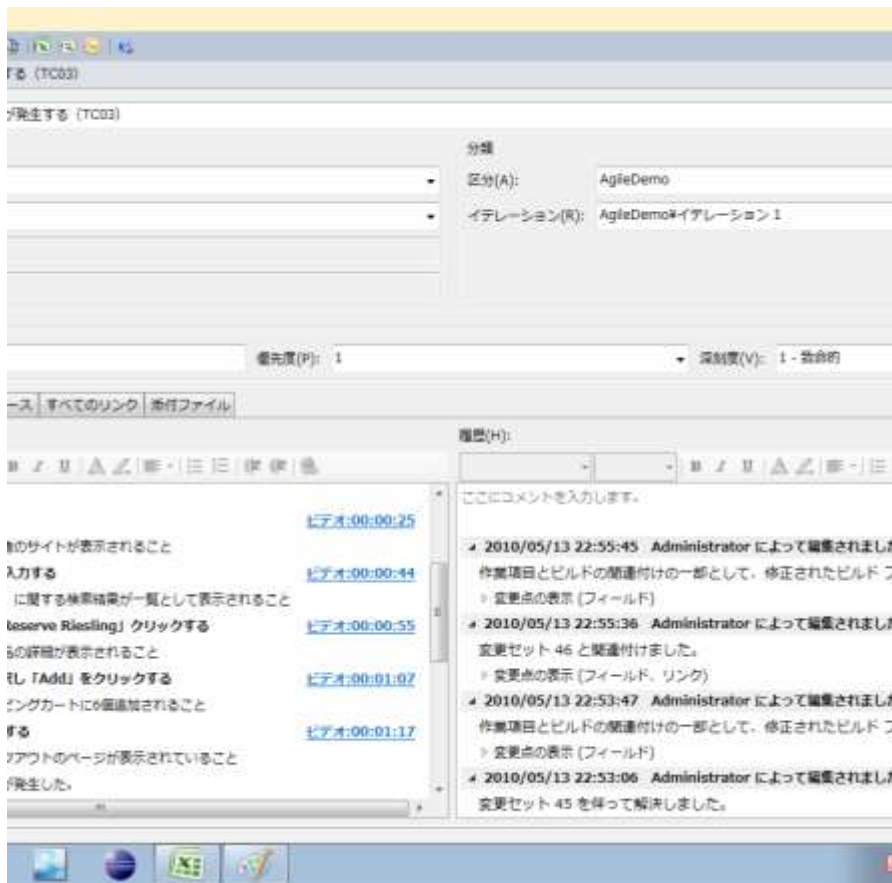 する (TC03)
が発生する (TC03)
分類
区分(A): AgileDemo
イテレーション(R): AgileDemo¥イテレーション 1
優先度(P): 1
深刻度(V): 1 - 致命的
ース すべてのリンク 添付ファイル
履歴(H):
ここにコメントを入力します。
ビデオ:00:00:25
のサイトが表示されること
入力する ビデオ:00:00:44
に関する検索結果が一覧として表示されること
Reserve Riesling」クリックする ビデオ:00:00:55
の詳細が表示されること
し「Add」をクリックする ビデオ:00:01:07
ピングカートに6個追加されること
する ビデオ:00:01:17
クアウトのページが表示されていること
が発生した。
2010/05/13 22:55:45 Administrator によって編集されました
作業項目とビルドの関連付けの一部として、修正されたビルド フ
変更点の表示 (フィールド)
2010/05/13 22:55:36 Administrator によって編集されました
変更セット 46 と関連付けました。
変更点の表示 (フィールド、リンク)
2010/05/13 22:53:47 Administrator によって編集されました
作業項目とビルドの関連付けの一部として、修正されたビルド フ
変更点の表示 (フィールド)
2010/05/13 22:53:06 Administrator によって編集されました
変更セット 45 を伴って解決しました。